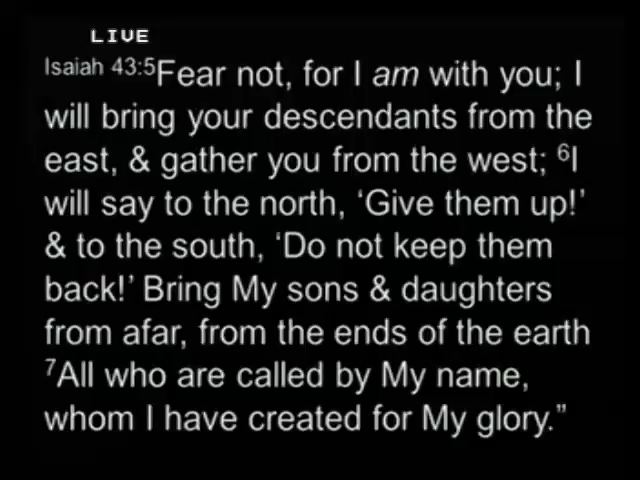 LIVE
Isaiah 43:5Fear not, for I am with you; I
will bring your descendants from the
east, & gather you from the west; 6I
will say to the north, ‘Give them up!’
& to the south, ‘Do not keep them
back!’ Bring My sons & daughters
from afar, from the ends of the earth
7All who are called by My name,
whom I have created for My glory.”